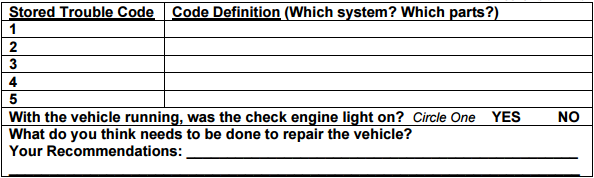 Stored Trouble Code Code Definition (Which system? Which parts?)
1
2
3
4
5
With the vehicle running, was the check engine light on? Circle One YES NO
What do you think needs to be done to repair the vehicle?
Your Recommendations: